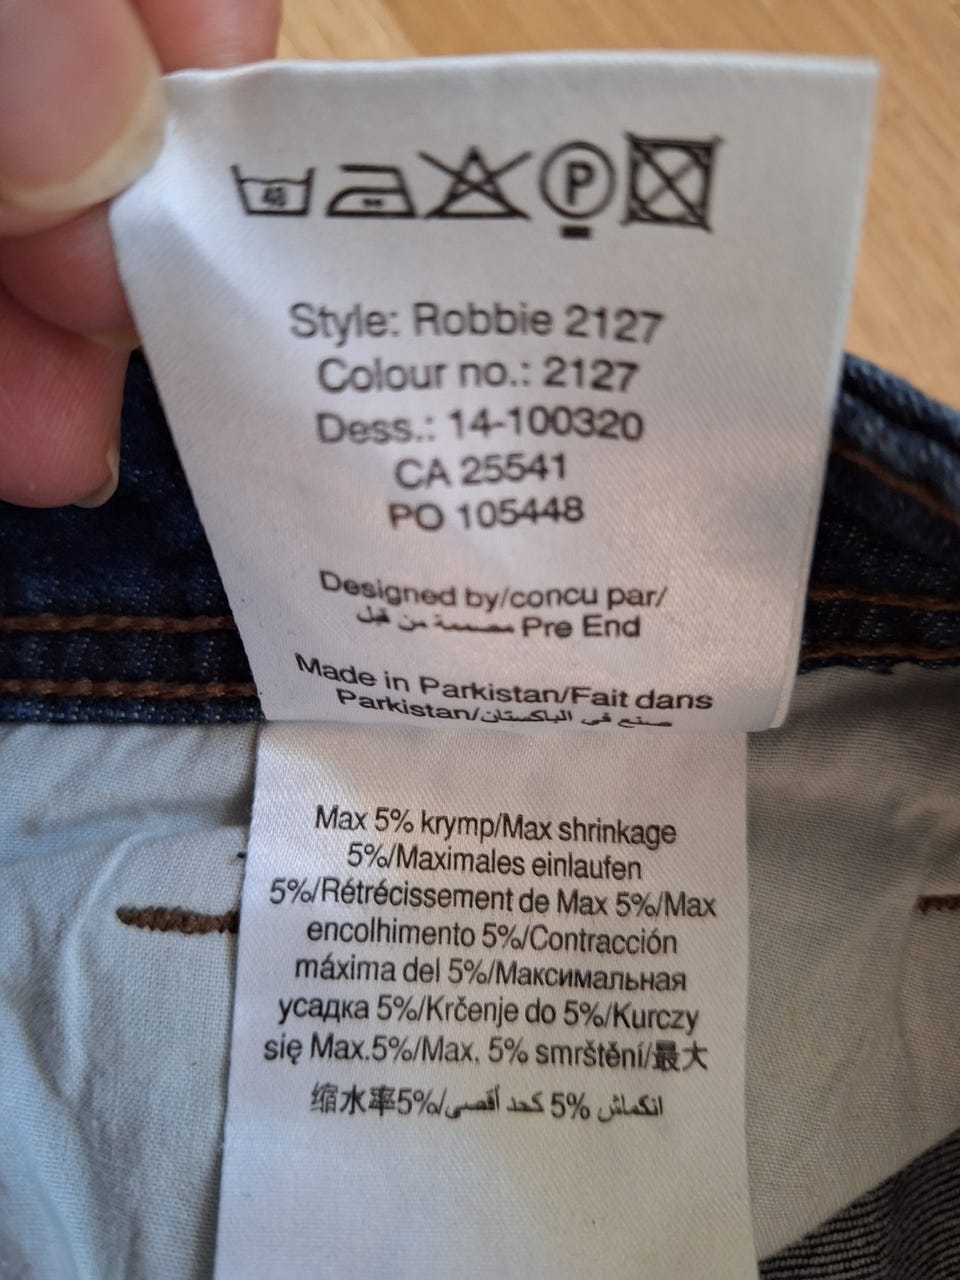 40
P
Style: Robbie 2127
Colour no.: 2127
Dess.: 14-100320
CA 25541
PO 105448
Designed by/concu par/
مصممة من قبل Pre End
Made in Parkistan/Fait dans
Parkistan/صنع في الباكستان
Max 5% krymp/Max shrinkage
5%/Maximales einlaufen
5%/Rétrécissement de Max 5%/Max
encolhimento 5%/Contracción
máxima del 5%/Максимальная
усадка 5%/Krčenje do 5%/Kurczy
się Max.5%/Max. 5% smrštění/最大
缩水率5%/انكماش 5% كحد أقصى